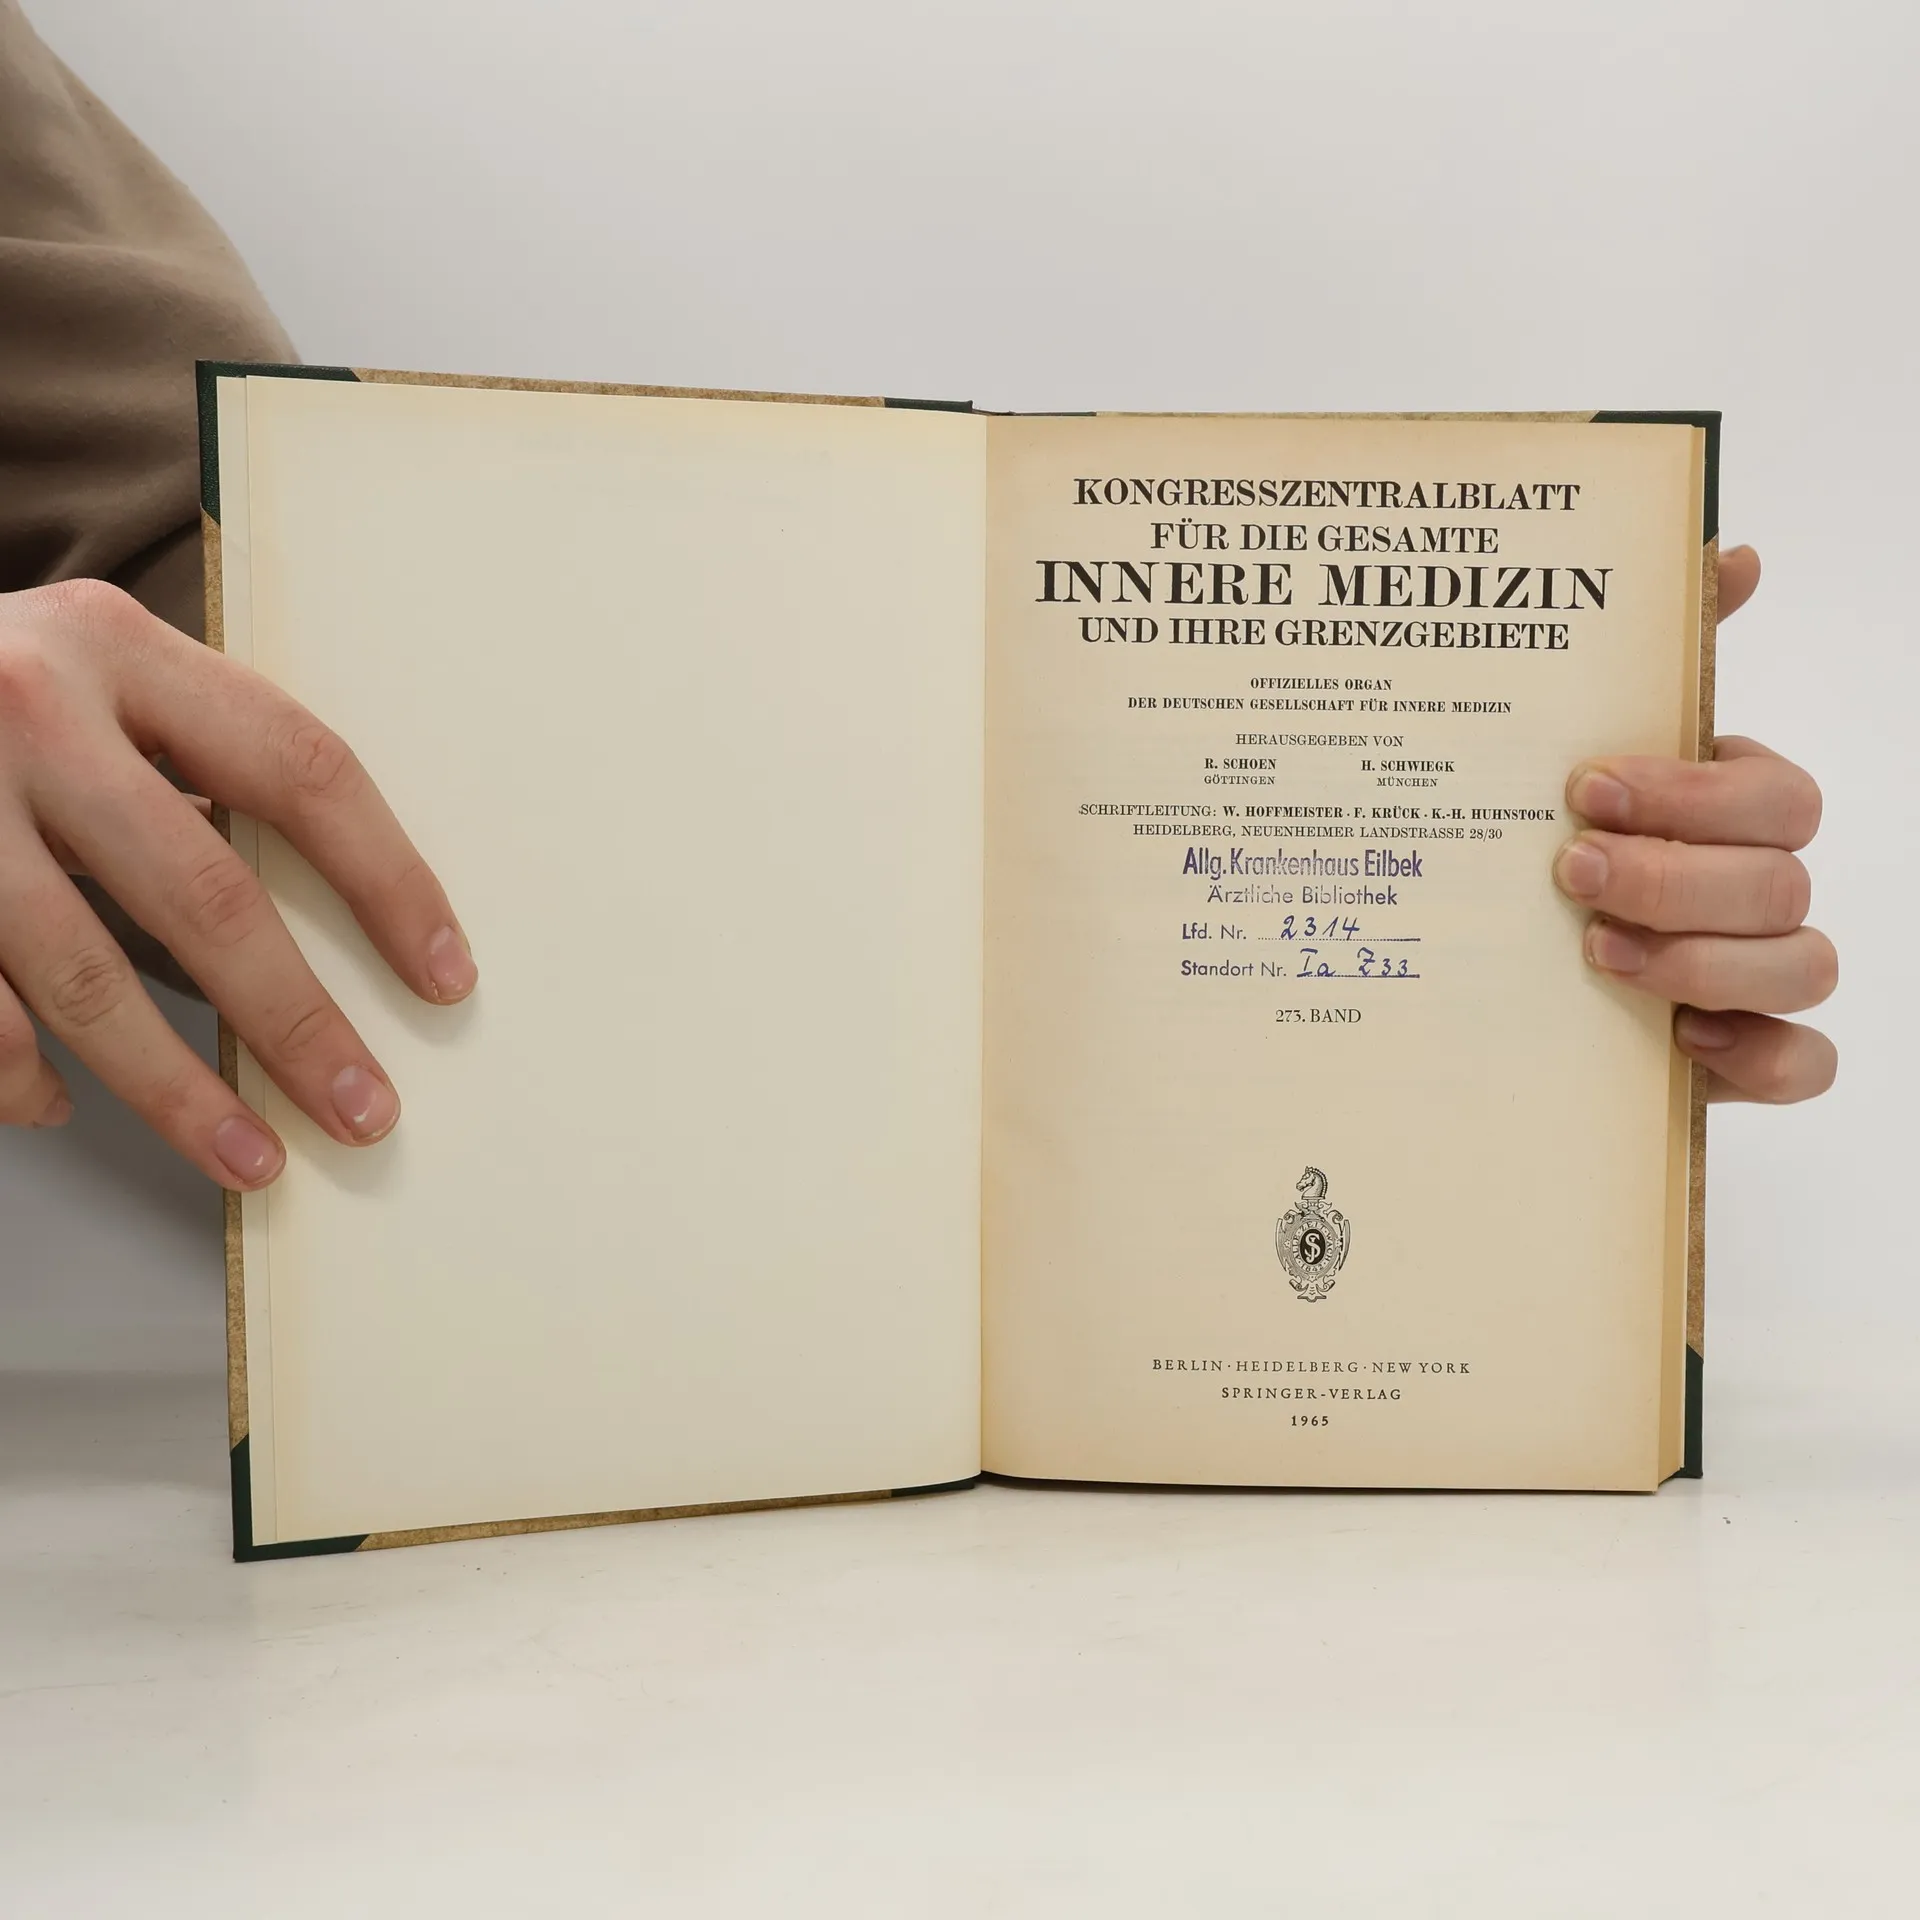 KONGRESSZENTRALBLATT
FÜR DIE GESAMTE
INNERE MEDIZIN
UND IHRE GRENZGEBIETE
OFFIZIELLES ORGAN
DER DEUTSCHEN GESELLSCHAFT FÜR INNERE MEDIZIN
HERAUSGEGEBEN VON
R. SCHOEN H. SCHWIEGK
GÖTTINGEN MÜNCHEN
SCHRIFTLEITUNG: W. HOFFMEISTER · F. KRÜCK · K.-H. HUHNSTOCK
HEIDELBERG, NEUENHEIMER LANDSTRASSE 28/30
Allg. Krankenhaus Eilbek
Ärztliche Bibliothek
Lfd. Nr. 2314
Standort Nr. Ia Z33
273. BAND
BERLIN · HEIDELBERG · NEW YORK
SPRINGER-VERLAG
1965